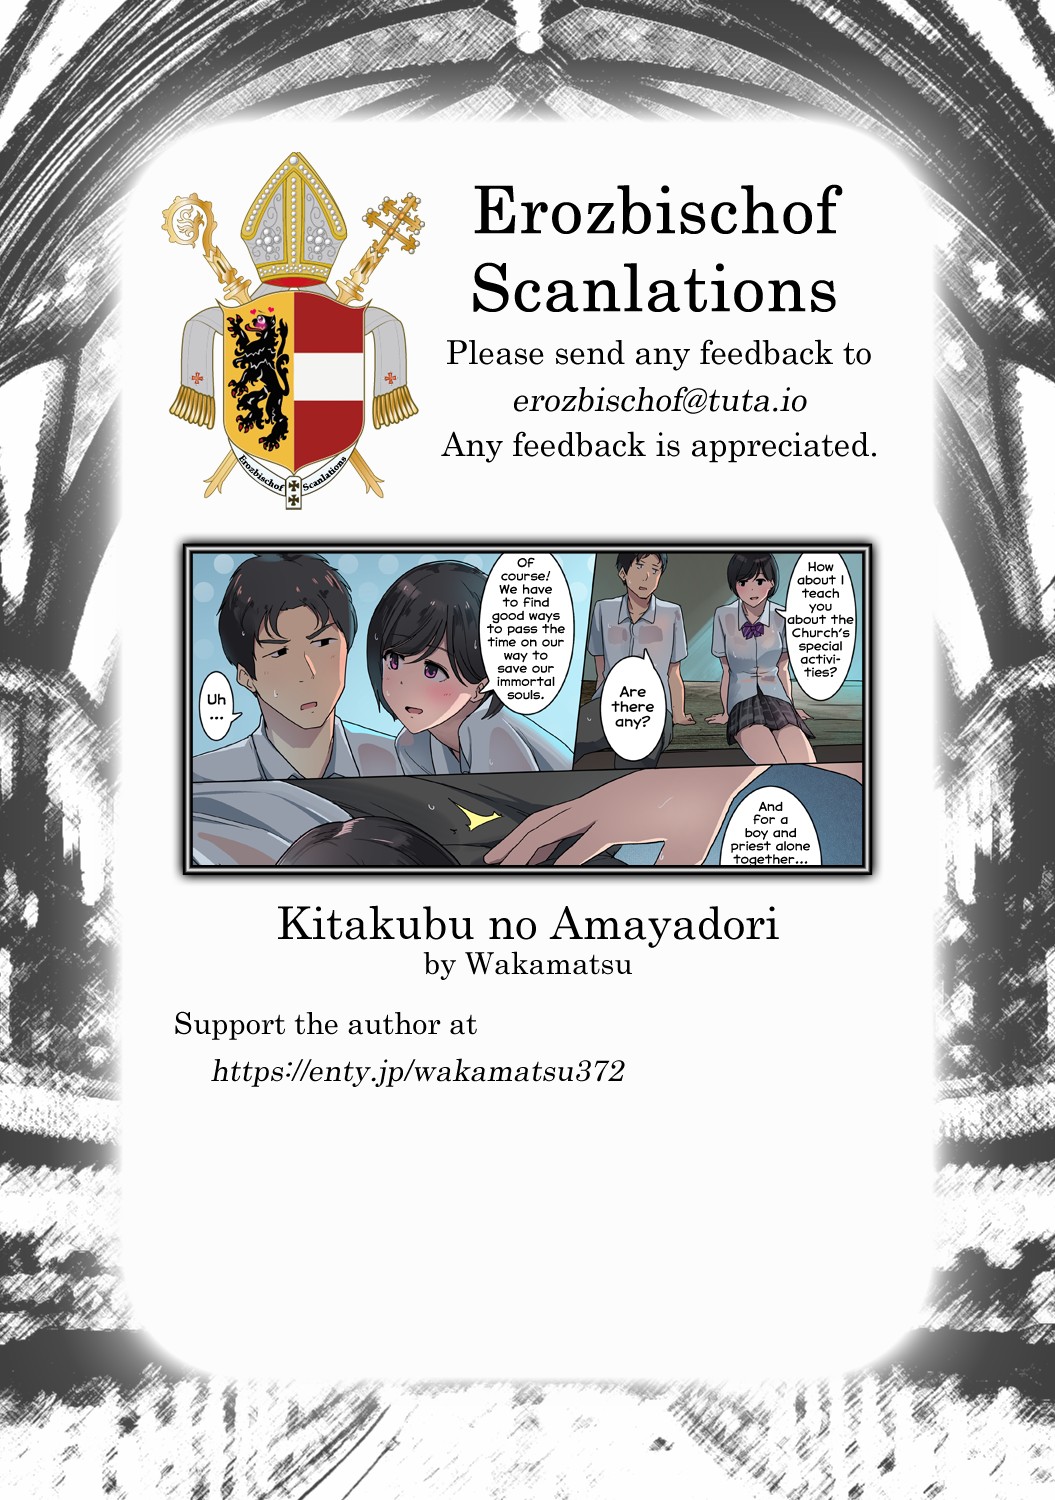 Erozbischof
Scanlations
Please send any feedback to
erozbischof@tuta.io
Any feedback is appreciated.
Erozbischof
Scanlations
Uh
...
Of
course!
We have
to find
good ways
to pass the
time on our
way to
save our
immortal
souls.
Are
there
any?
How
about I
teach
you
about the
Church's
special
activi-
ties?
And
for a
boy and
priest alone
together...
Kitakubu no Amayadori
by Wakamatsu
Support the author at
https://enty.jp/wakamatsu372